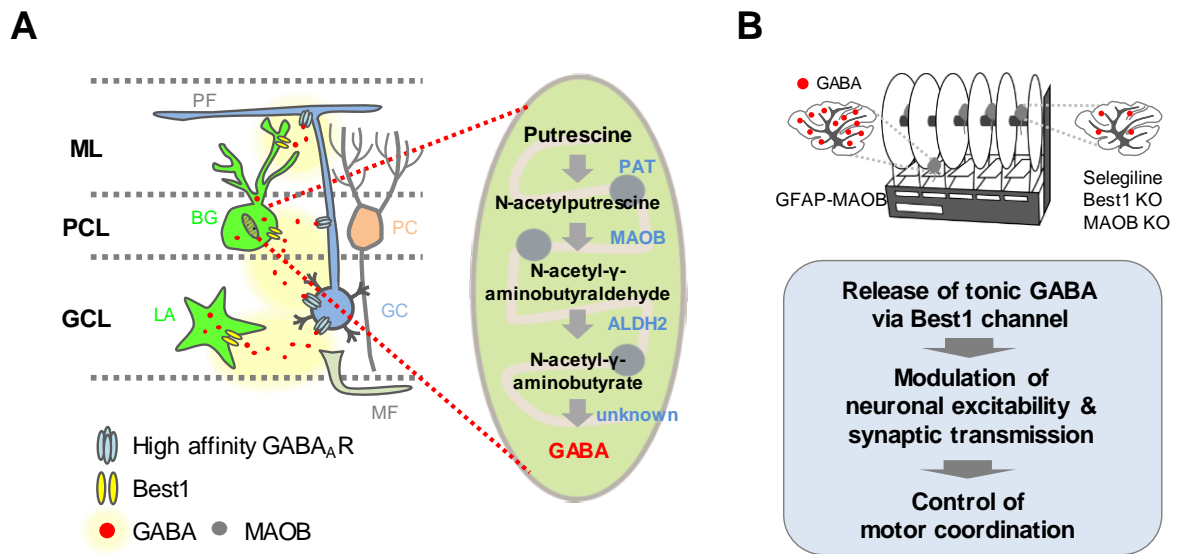 A
PF
ML
BG
PCL
PC
LA
GCL
GC
MF
High affinity GABAAR
Best1
GABA
MAOB
Putrescine
PAT
N-acetylputrescine
MAOB
N-acetyl-γ-
aminobutyraldehyde
ALDH2
N-acetyl-γ-
aminobutyrate
unknown
GABA
B
GABA
GFAP-MAOB
Selegiline
Best1 KO
MAOB KO
Release of tonic GABA
via Best1 channel
Modulation of
neuronal excitability &
synaptic transmission
Control of
motor coordination